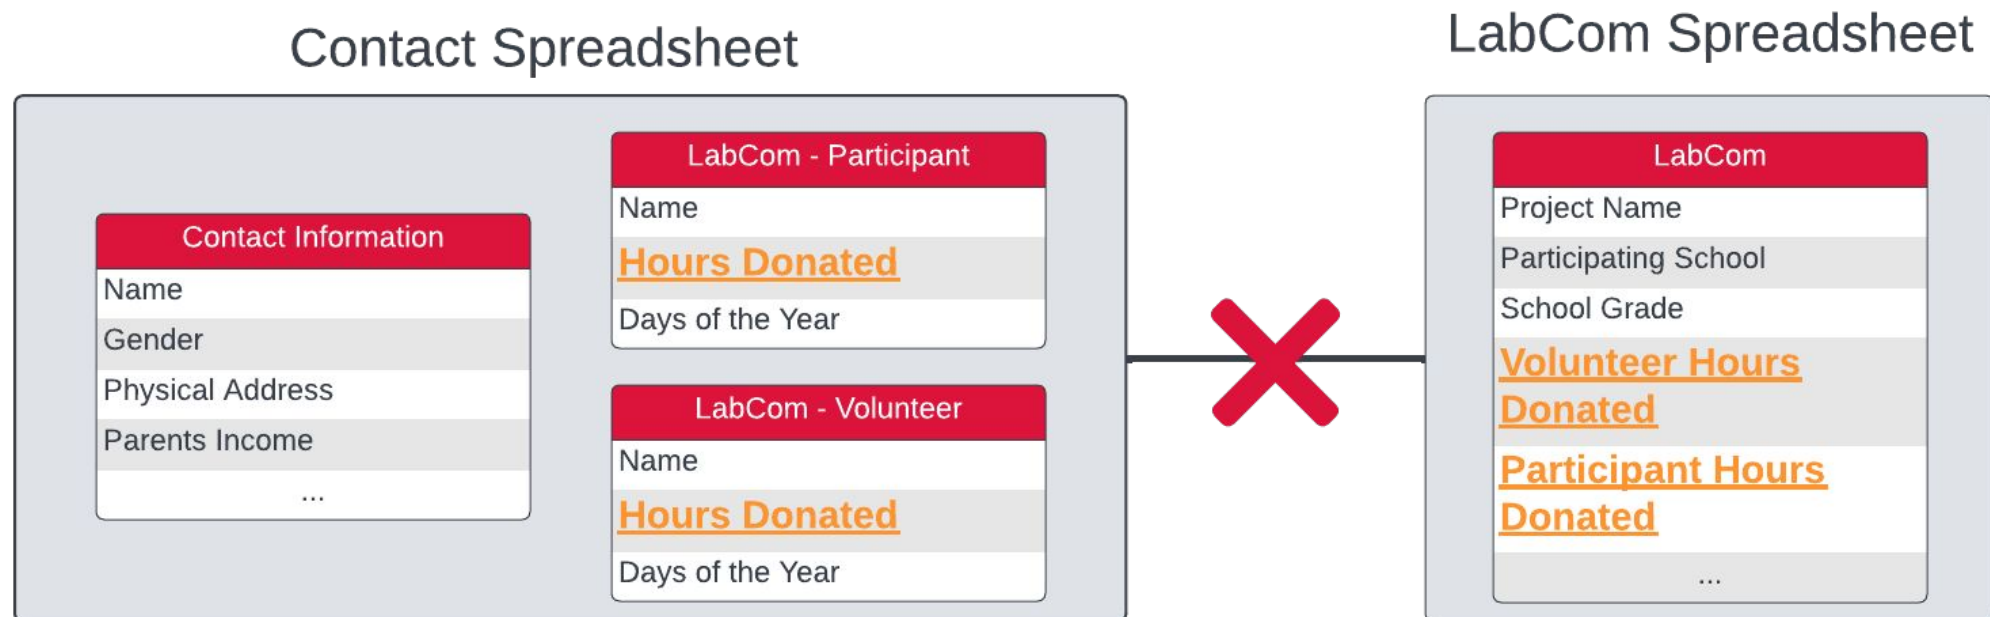 Contact Spreadsheet
LabCom Spreadsheet
Contact Information
Name
Gender
Physical Address
Parents Income
...
LabCom - Participant
Name
Hours Donated
Days of the Year
LabCom - Volunteer
Name
Hours Donated
Days of the Year
LabCom
Project Name
Participating School
School Grade
Volunteer Hours
Donated
Participant Hours
Donated
...